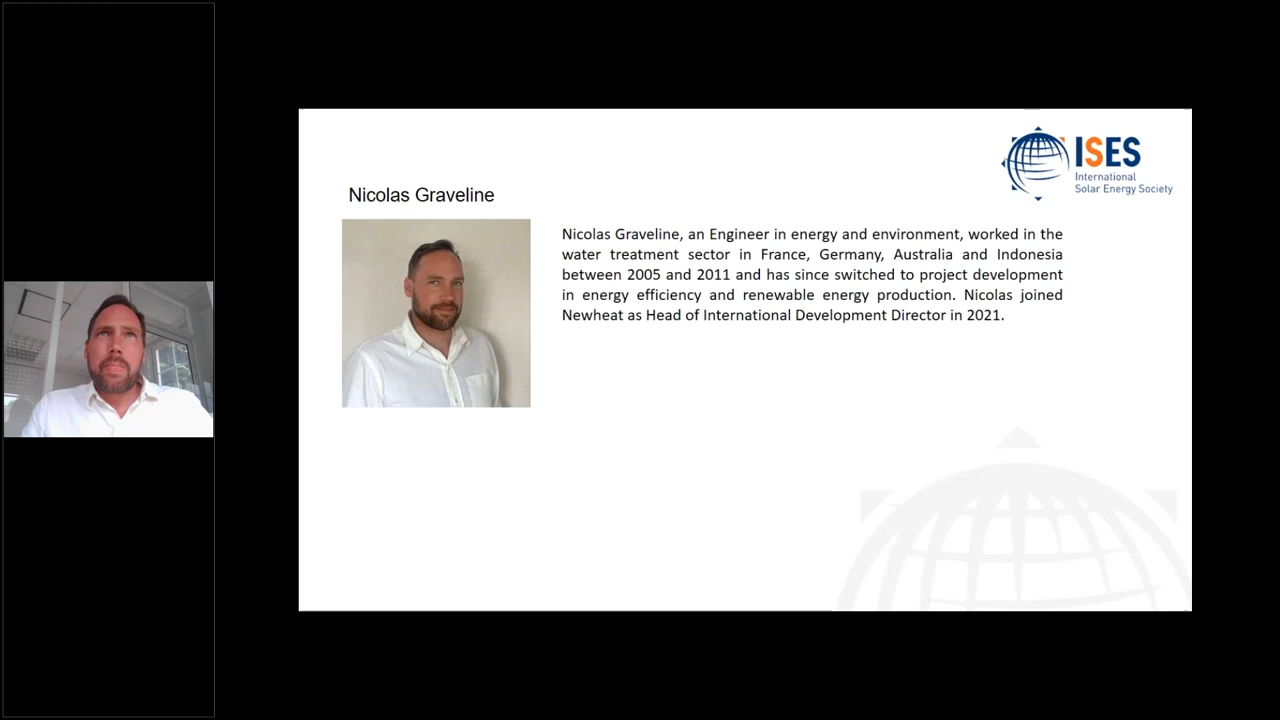 ISES
International
Solar Energy Society
Nicolas Graveline
Nicolas Graveline, an Engineer in energy and environment, worked in the
water treatment sector in France, Germany, Australia and Indonesia
between 2005 and 2011 and has since switched to project development
in energy efficiency and renewable energy production. Nicolas joined
Newheat as Head of International Development Director in 2021.